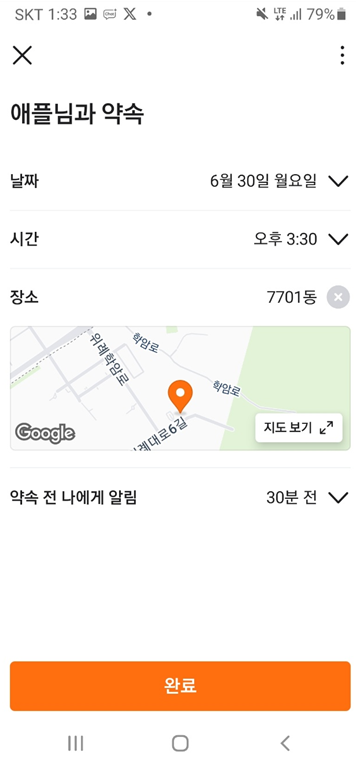 SKT 1:33
LTE
79%
애플님과 약속
날짜
6월 30일 월요일
시간
오후 3:30
장소
7701동
위례학암로
학암로
학암로
위례대로6길
Google
지도 보기
약속 전 나에게 알림
30분 전
완료